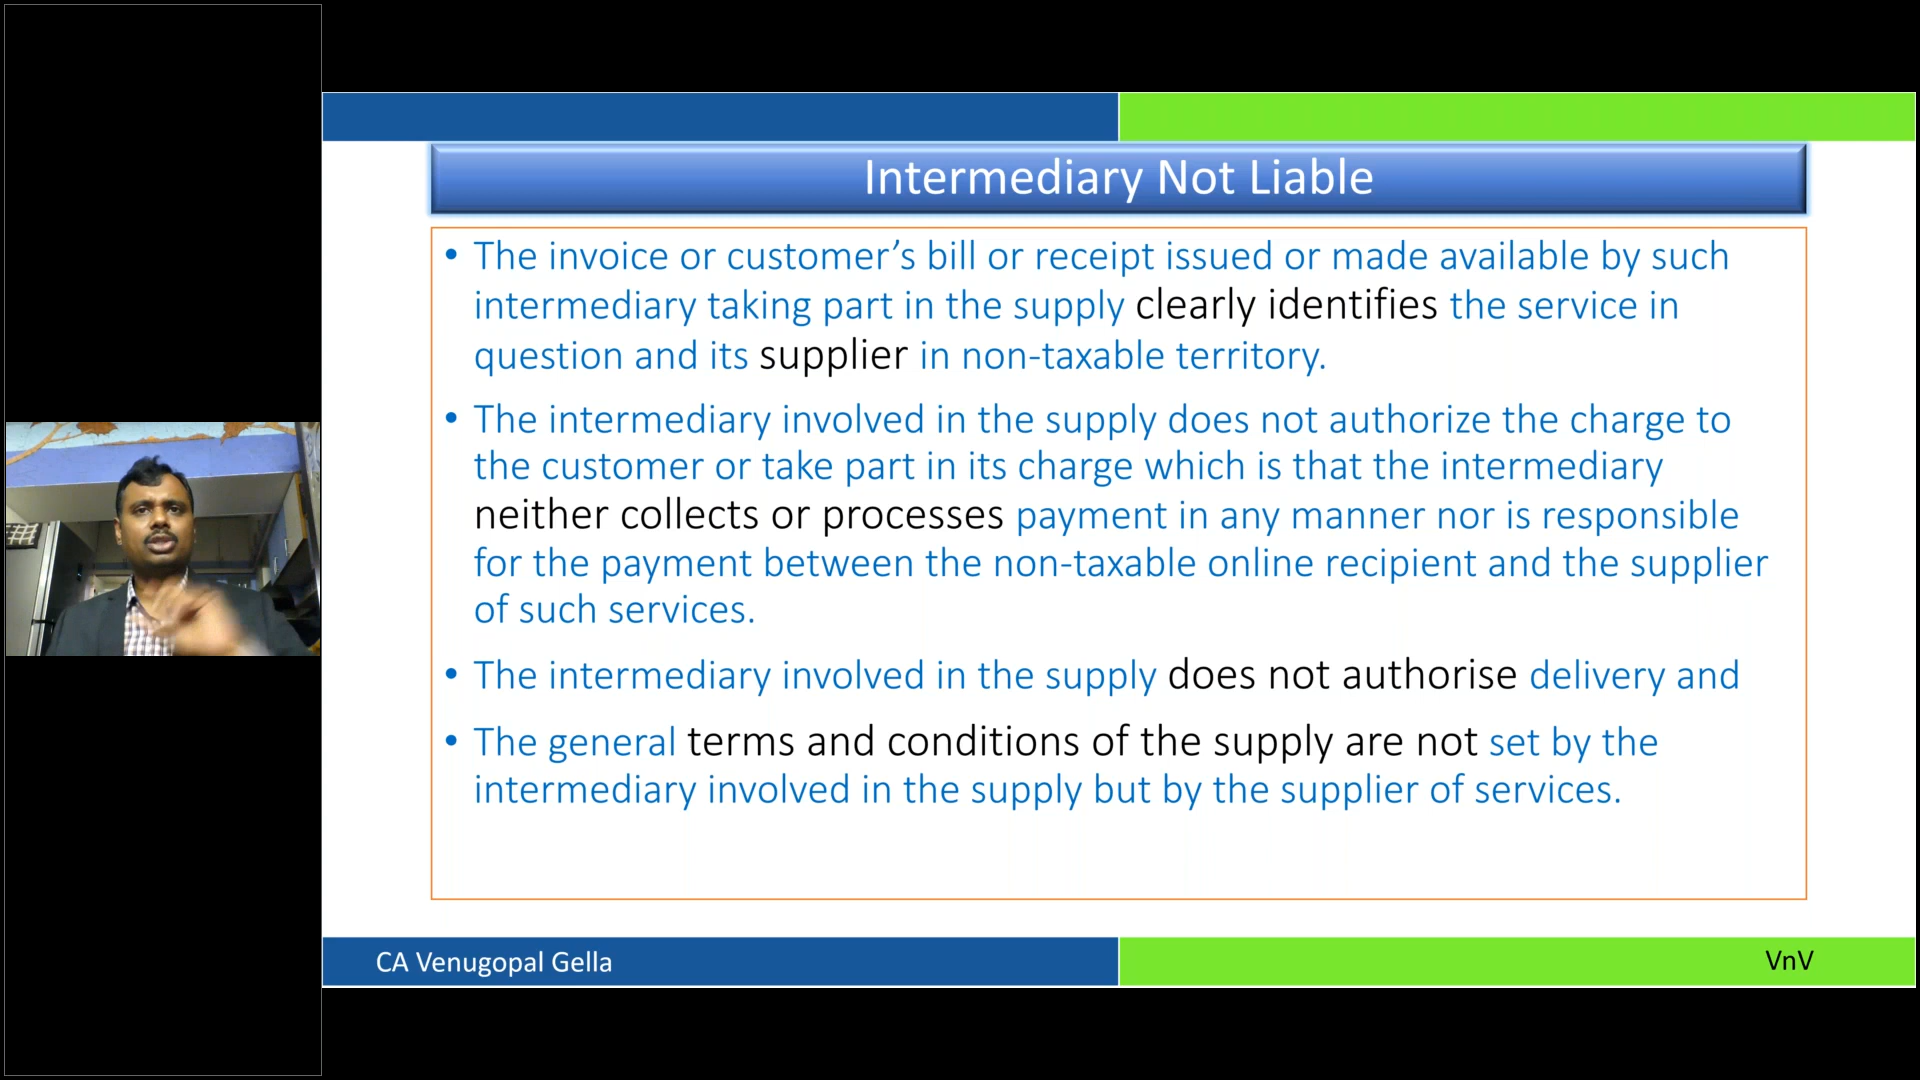 Intermediary Not Liable
• The invoice or customer’s bill or receipt issued or made available by such
intermediary taking part in the supply clearly identifies the service in
question and its supplier in non-taxable territory.
• The intermediary involved in the supply does not authorize the charge to
the customer or take part in its charge which is that the intermediary
neither collects or processes payment in any manner nor is responsible
for the payment between the non-taxable online recipient and the supplier
of such services.
• The intermediary involved in the supply does not authorise delivery and
• The general terms and conditions of the supply are not set by the
intermediary involved in the supply but by the supplier of services.
CA Venugopal Gella
VnV